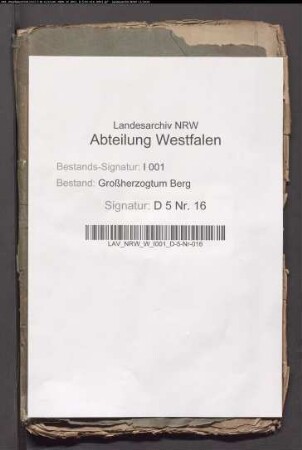 Landesarchiv NRW
Abteilung Westfalen
Bestands-Signatur: I 001
Bestand: Großherzogtum Berg
Signatur: D 5 Nr. 16
LAV_NRW_W_I001_D-5-Nr-016